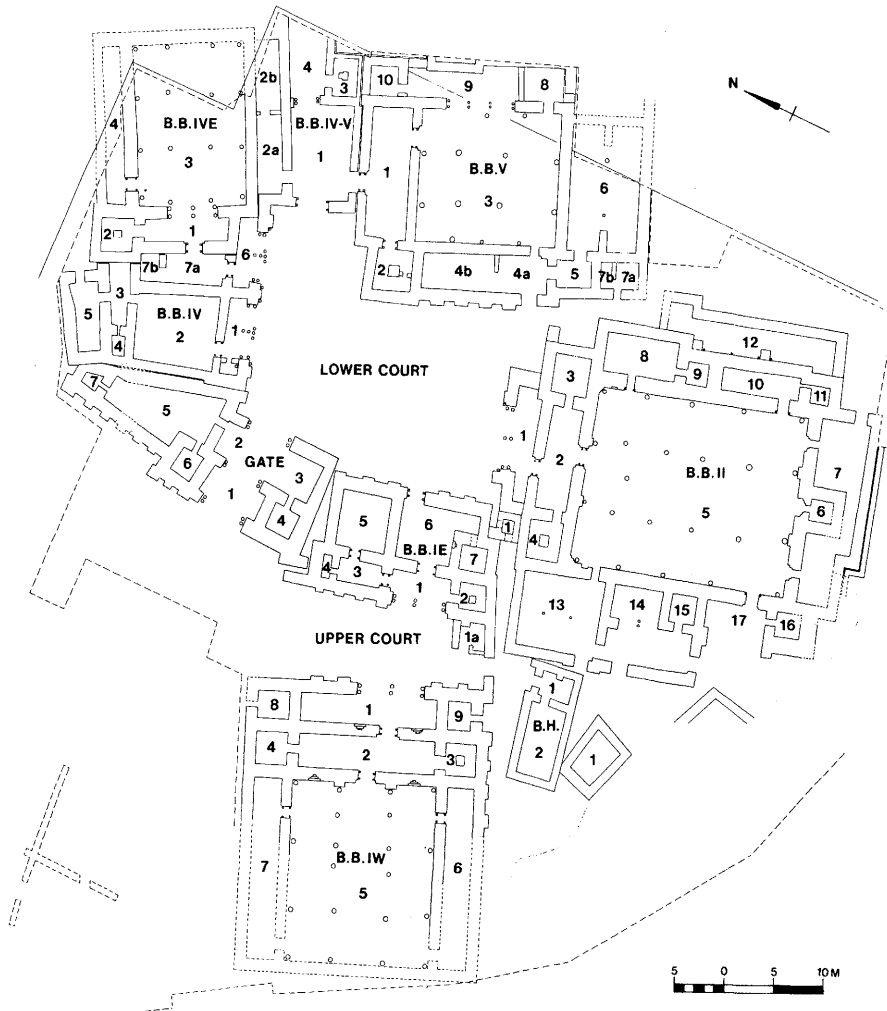 N
B.B.IVE
3
4
1
2
7b
7a
6
2b
2a
4
3
B.B.IV-V
1
10
9
8
1
B.B.V
3
2
4b
4a
5
7b
7a
6
5
3
4
B.B.IV
2
1
LOWER COURT
7
5
6
2
GATE
1
3
4
5
4
3
6
B.B.IE
7
1
2
1a
1
UPPER COURT
1
2
3
4
8
9
10
11
12
B.B.II
5
7
6
13
14
15
17
16
1
B.H.
2
1
8
1
9
4
2
3
B.B.IW
7
5
6
5 0 5 10 M